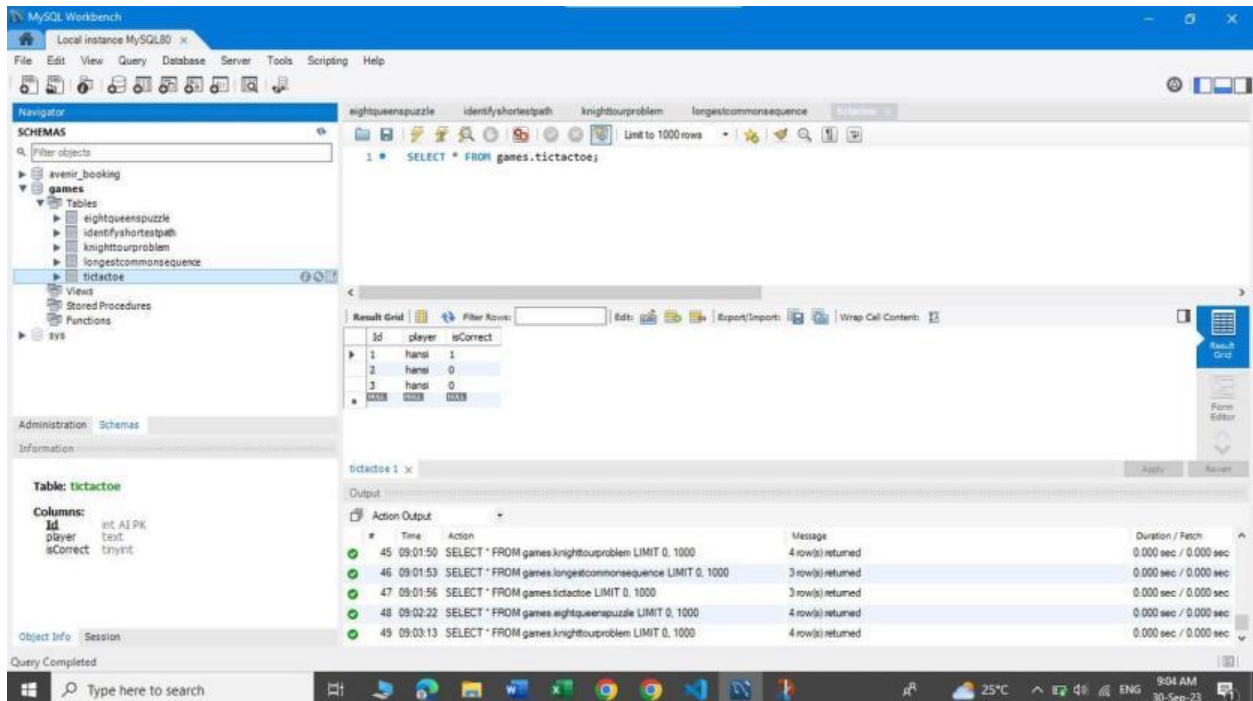 MySQL Workbench
Local instance MySQL80 ×
File Edit View Query Database Server Tools Scripting Help
Navigator
SCHEMAS
Filter objects
avenir_booking
games
Tables
eightqueenspuzzle
identifyshortestpath
knighttourproblem
longestcommonsequence
tictactoe
Views
Stored Procedures
Functions
sys
Administration Schemas
Information
Table: tictactoe
Columns:
Id int AI PK
player text
isCorrect tinyint
Object Info Session
eightqueenspuzzle identifyshortestpath knighttourproblem longestcommonsequence tictactoe ×
Limit to 1000 rows
1 SELECT * FROM games.tictactoe;
Result Grid Filter Rows: Edit: Export/Import: Wrap Cell Content:
Id player isCorrect
1 hansi 1
2 hansi 0
3 hansi 0
NULL NULL NULL
Result Grid
Form Editor
tictactoe 1 × Apply Revert
Output
Action Output
# Time Action Message Duration / Fetch
45 09:01:50 SELECT * FROM games.knighttourproblem LIMIT 0, 1000 4 row(s) returned 0.000 sec / 0.000 sec
46 09:01:53 SELECT * FROM games.longestcommonsequence LIMIT 0, 1000 3 row(s) returned 0.000 sec / 0.000 sec
47 09:01:56 SELECT * FROM games.tictactoe LIMIT 0, 1000 3 row(s) returned 0.000 sec / 0.000 sec
48 09:02:22 SELECT * FROM games.eightqueenspuzzle LIMIT 0, 1000 4 row(s) returned 0.000 sec / 0.000 sec
49 09:03:13 SELECT * FROM games.knighttourproblem LIMIT 0, 1000 4 row(s) returned 0.000 sec / 0.000 sec
Query Completed
Type here to search 25°C ENG 9:04 AM
30-Sep-23